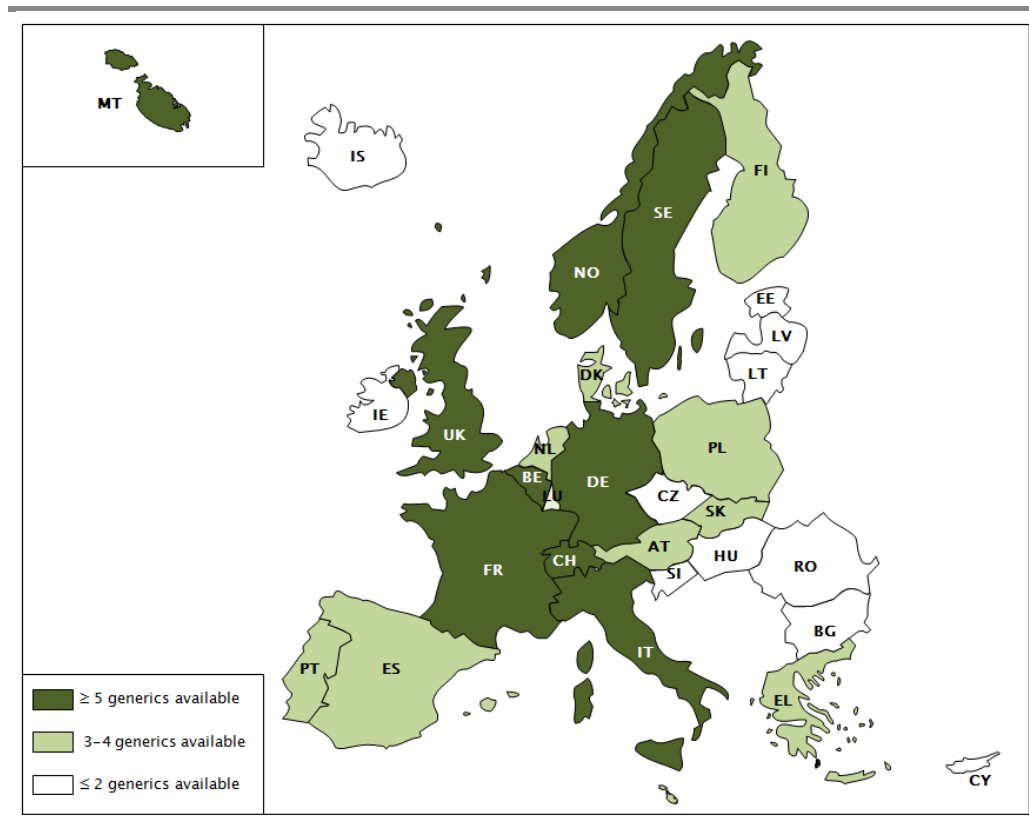 MT
IS
FI
SE
NO
EE
LV
LT
DK
IE
UK
NL
PL
BE
DE
LU
CZ
SK
AT
HU
CH
FR
SI
RO
BG
IT
PT
ES
EL
CY
≥ 5 generics available
3-4 generics available
≤ 2 generics available